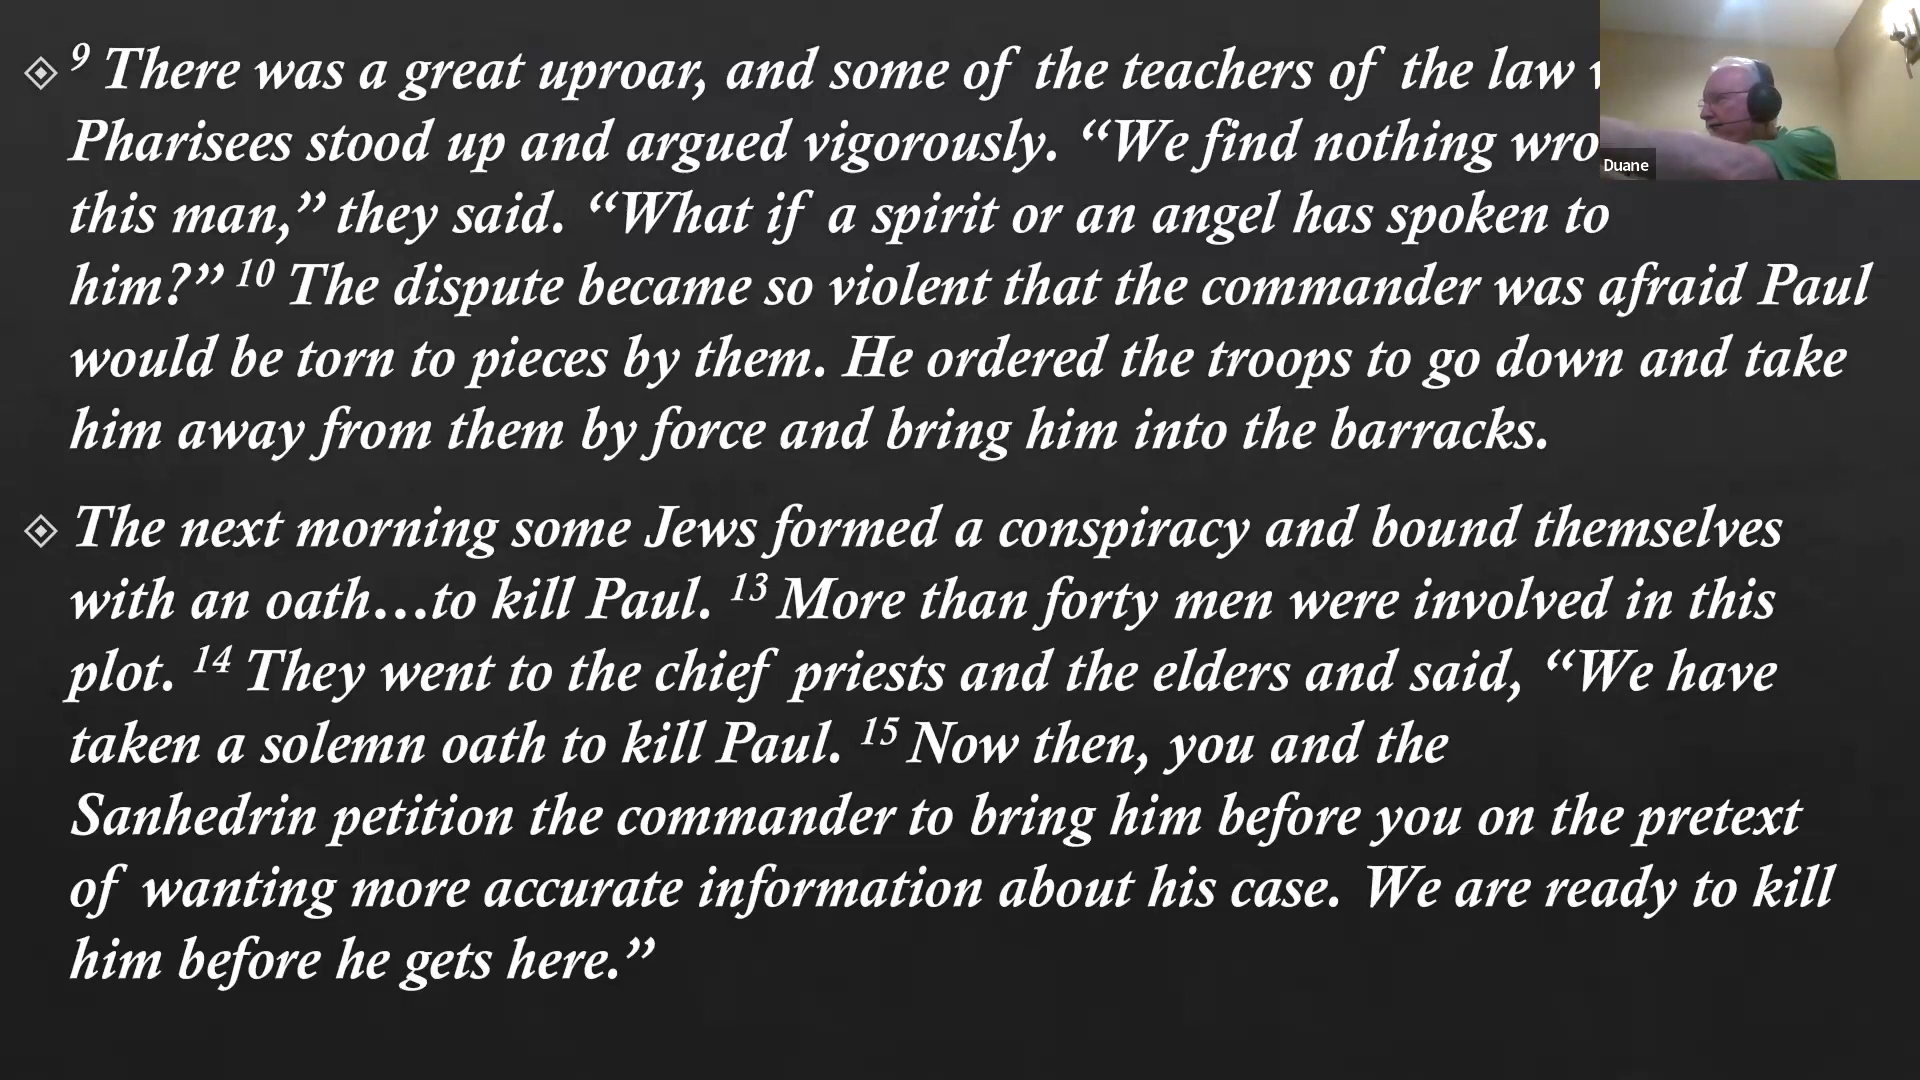 9 There was a great uproar, and some of the teachers of the law
Pharisees stood up and argued vigorously. “We find nothing
this man,” they said. “What if a spirit or an angel has spoken to
him?” 10 The dispute became so violent that the commander was afraid Paul
would be torn to pieces by them. He ordered the troops to go down and take
him away from them by force and bring him into the barracks.
The next morning some Jews formed a conspiracy and bound themselves
with an oath…to kill Paul. 13 More than forty men were involved in this
plot. 14 They went to the chief priests and the elders and said, “We have
taken a solemn oath to kill Paul. 15 Now then, you and the
Sanhedrin petition the commander to bring him before you on the pretext
of wanting more accurate information about his case. We are ready to kill
him before he gets here.”
Duane